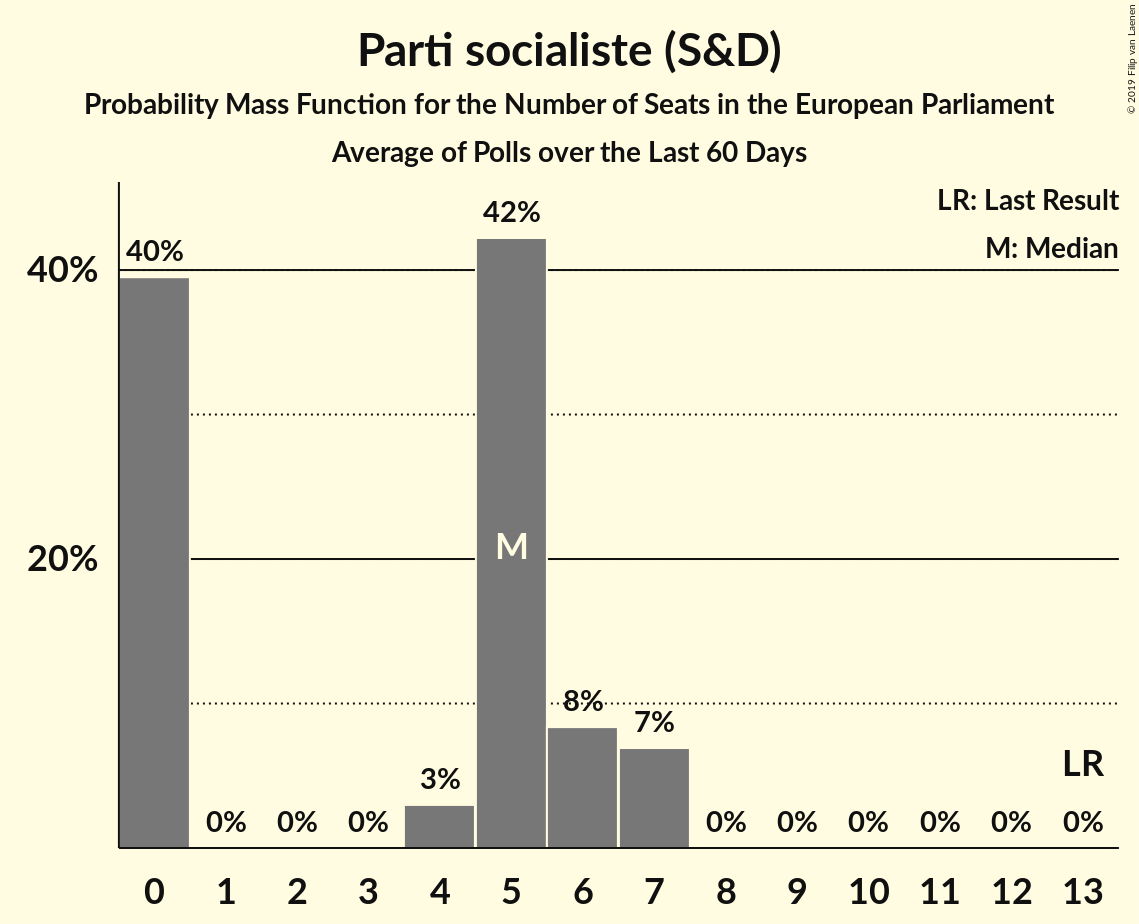 Parti socialiste (S&D)
Probability Mass Function for the Number of Seats in the European Parliament
Average of Polls over the Last 60 Days
© 2019 Filip van Laenen
LR: Last Result
M: Median
40%
20%
40%
0%
0%
0%
3%
42%
8%
7%
0%
0%
0%
0%
0%
0%
M
LR
0 1 2 3 4 5 6 7 8 9 10 11 12 13